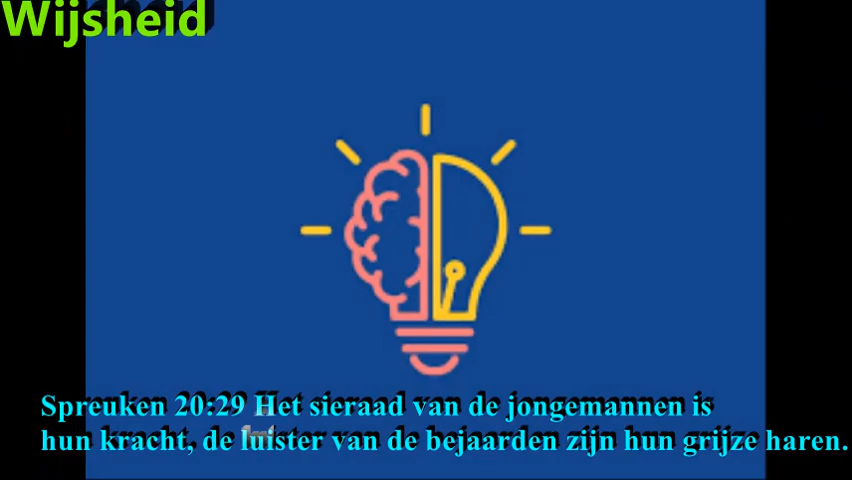 Wijsheid
Spreuken 20:29 Het sieraad van de jongemannen is
hun kracht, de luister van de bejaarden zijn hun grijze haren.